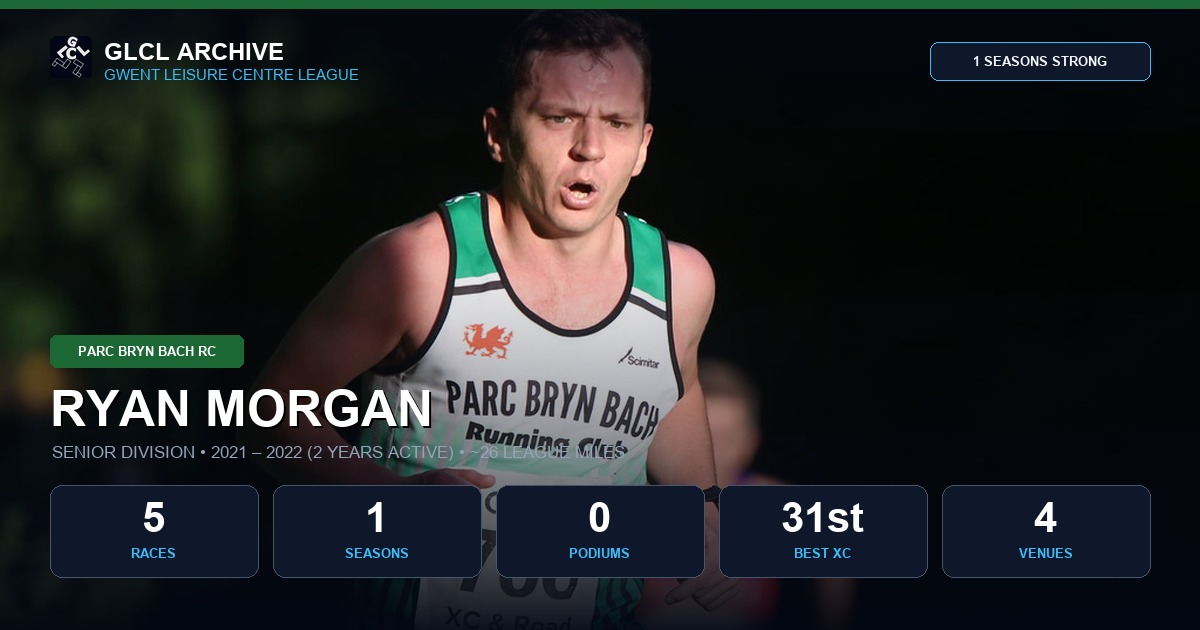 GLCL ARCHIVE
GWENT LEISURE CENTRE LEAGUE
1 SEASONS STRONG
Scimitar
PARC BRYN BACH
Running Club
PARC BRYN BACH RC
RYAN MORGAN
SENIOR DIVISION • 2021 – 2022 (2 YEARS ACTIVE) • ~26 LEAGUE MILES
5
RACES
1
SEASONS
0
PODIUMS
31st
BEST XC
4
VENUES
XC & Road